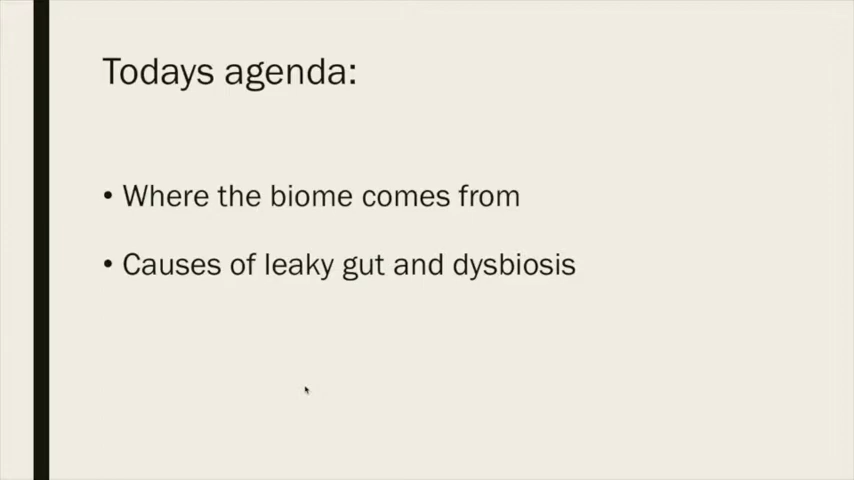 Todays agenda:
• Where the biome comes from
• Causes of leaky gut and dysbiosis